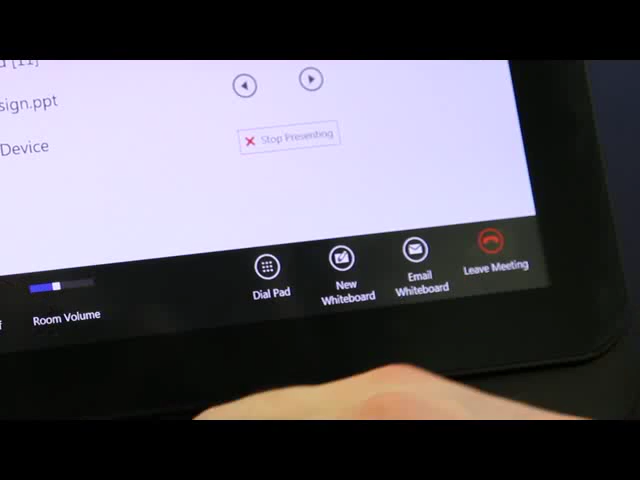 sign.ppt
Device
Stop Presenting
Room Volume
Dial Pad
New
Whiteboard
Email
Whiteboard
Leave Meeting